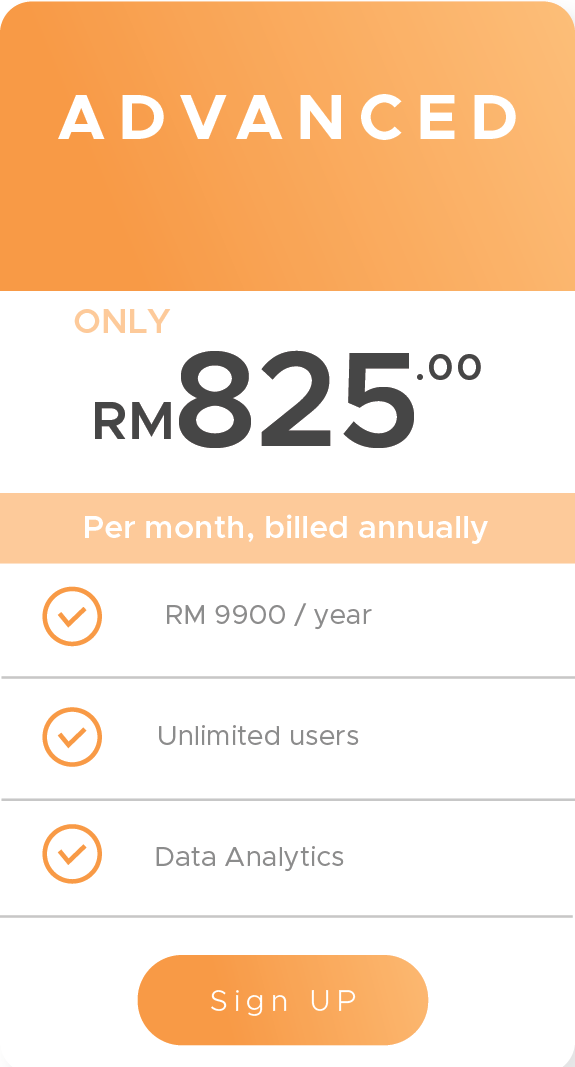 ADVANCED
ONLY
RM825.00
Per month, billed annually
RM 9900 / year
Unlimited users
Data Analytics
Sign UP